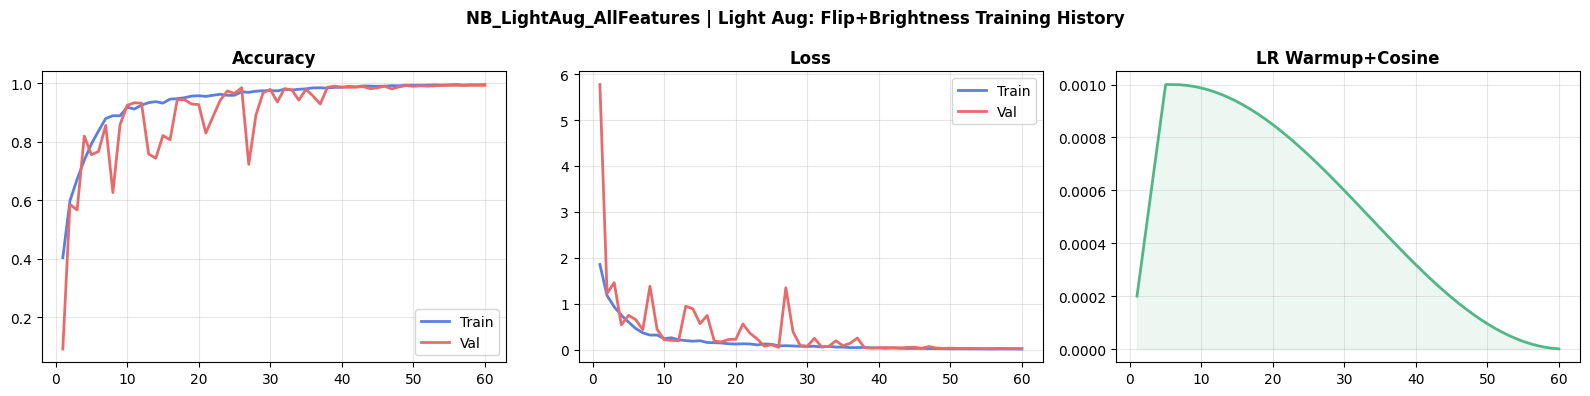 NB_LightAug_AllFeatures | Light Aug: Flip+Brightness Training History
Accuracy
1.0
0.8
0.6
0.4
0.2
0 10 20 30 40 50 60
Train
Val
Loss
6
5
4
3
2
1
0
0 10 20 30 40 50 60
Train
Val
LR Warmup+Cosine
0.0010
0.0008
0.0006
0.0004
0.0002
0.0000
0 10 20 30 40 50 60